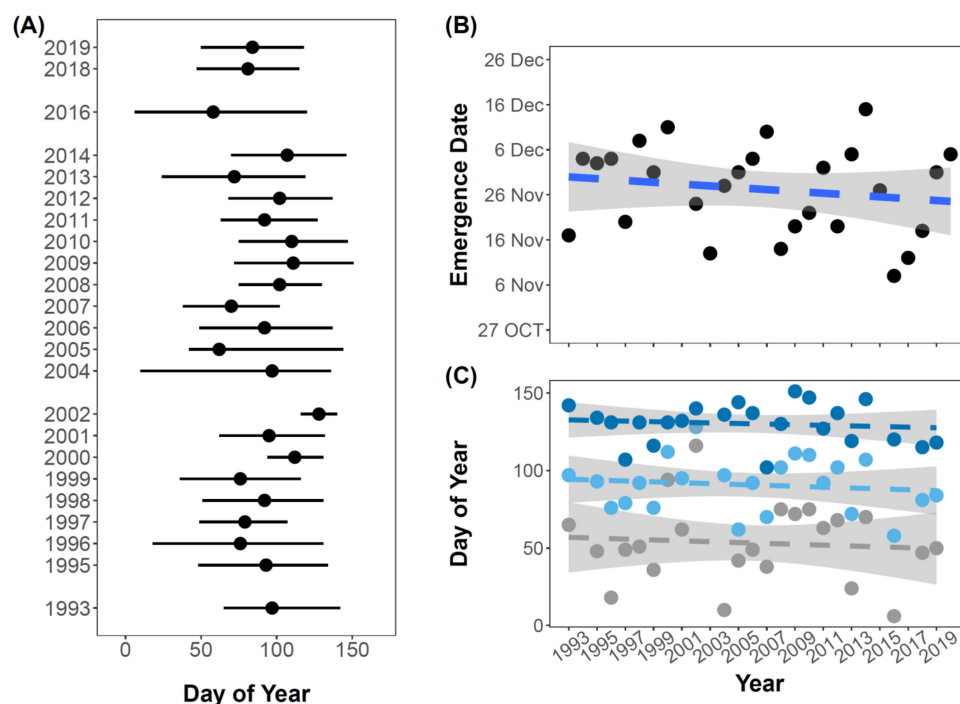 (A)
2019
2018
2016
2014
2013
2012
2011
2010
2009
2008
2007
2006
2005
2004
2002
2001
2000
1999
1998
1997
1996
1995
1993
0 50 100 150
Day of Year
(B)
Emergence Date
26 Dec
16 Dec
6 Dec
26 Nov
16 Nov
6 Nov
27 OCT
(C)
Day of Year
150
100
50
0
1993 1995 1997 1999 2001 2003 2005 2007 2009 2011 2013 2015 2017 2019
Year